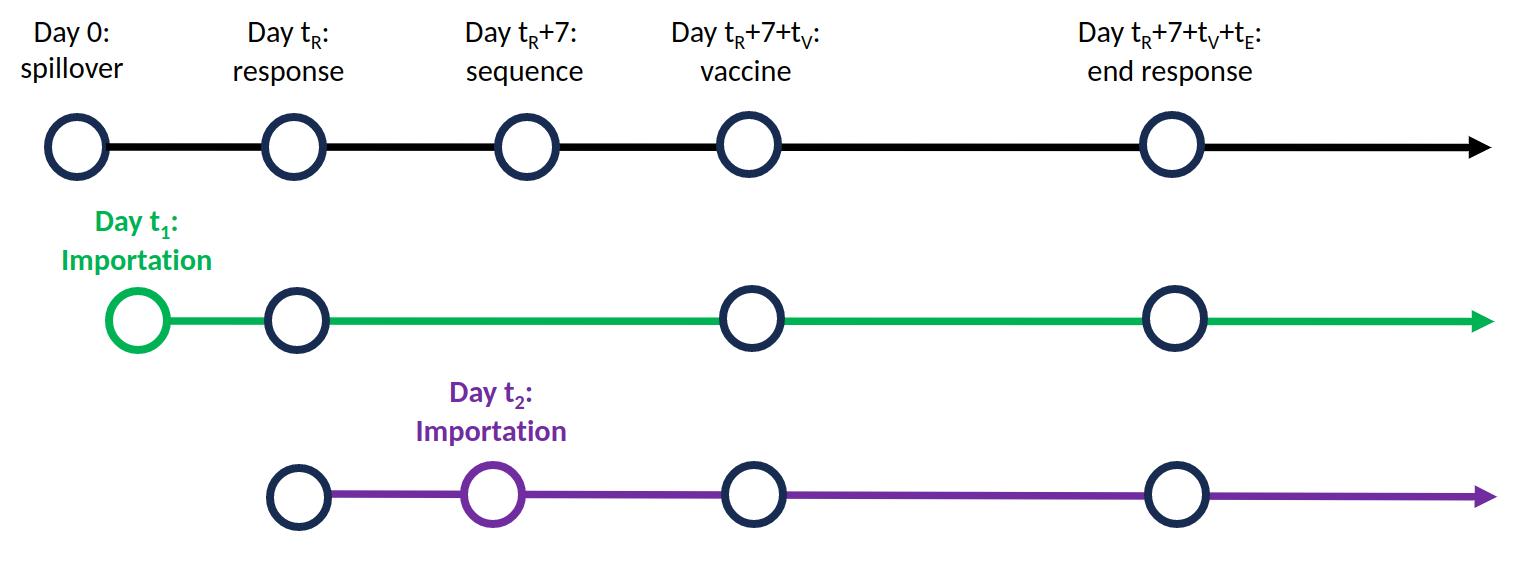 Day 0:
spillover
Day t_R:
response
Day t_R+7:
sequence
Day t_R+7+t_V:
vaccine
Day t_R+7+t_V+t_E:
end response
Day t_1:
Importation
Day t_2:
Importation